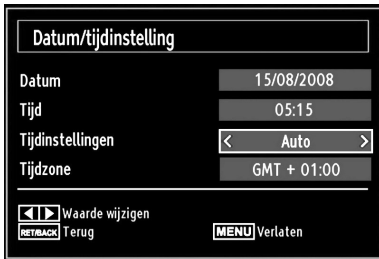 Datum/tijdinstelling
Datum 15/08/2008
Tijd 05:15
Tijdinstellingen < Auto >
Tijdzone GMT + 01:00
Waarde wijzigen
RET/BACK Terug MENU Verlaten